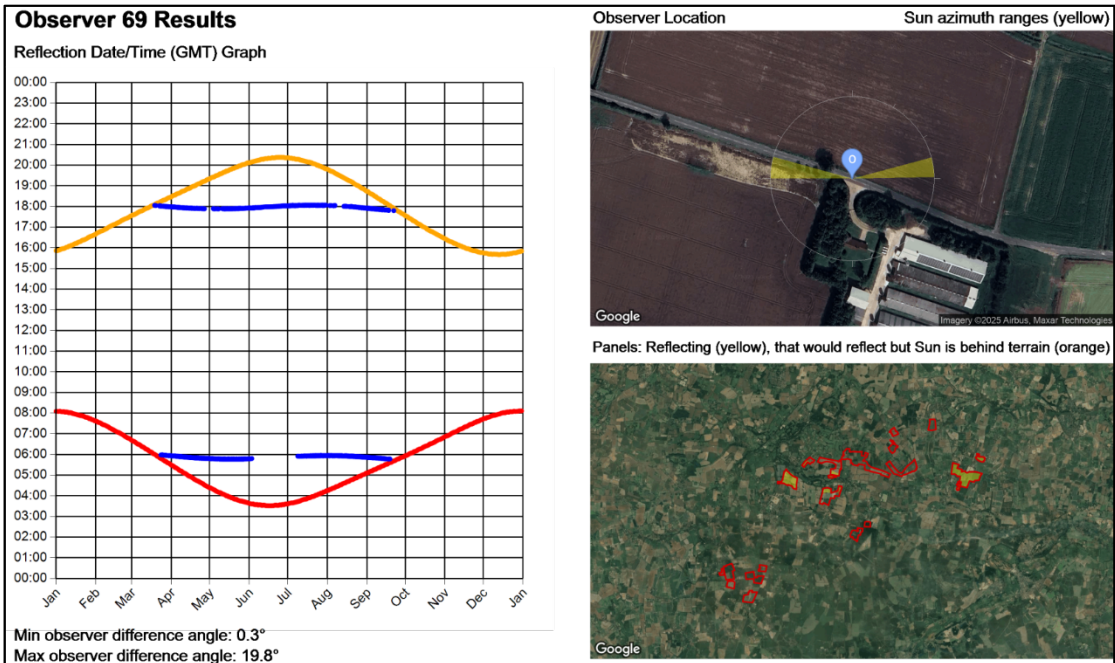 Observer 69 Results
Reflection Date/Time (GMT) Graph
00:00
23:00
22:00
21:00
20:00
19:00
18:00
17:00
16:00
15:00
14:00
13:00
12:00
11:00
10:00
09:00
08:00
07:00
06:00
05:00
04:00
03:00
02:00
01:00
00:00
Jan Feb Mar Apr May Jun Jul Aug Sep Oct Nov Dec Jan
Min observer difference angle: 0.3°
Max observer difference angle: 19.8°
Observer Location Sun azimuth ranges (yellow)
O
Google Imagery ©2025 Airbus, Maxar Technologies
Panels: Reflecting (yellow), that would reflect but Sun is behind terrain (orange)
Google